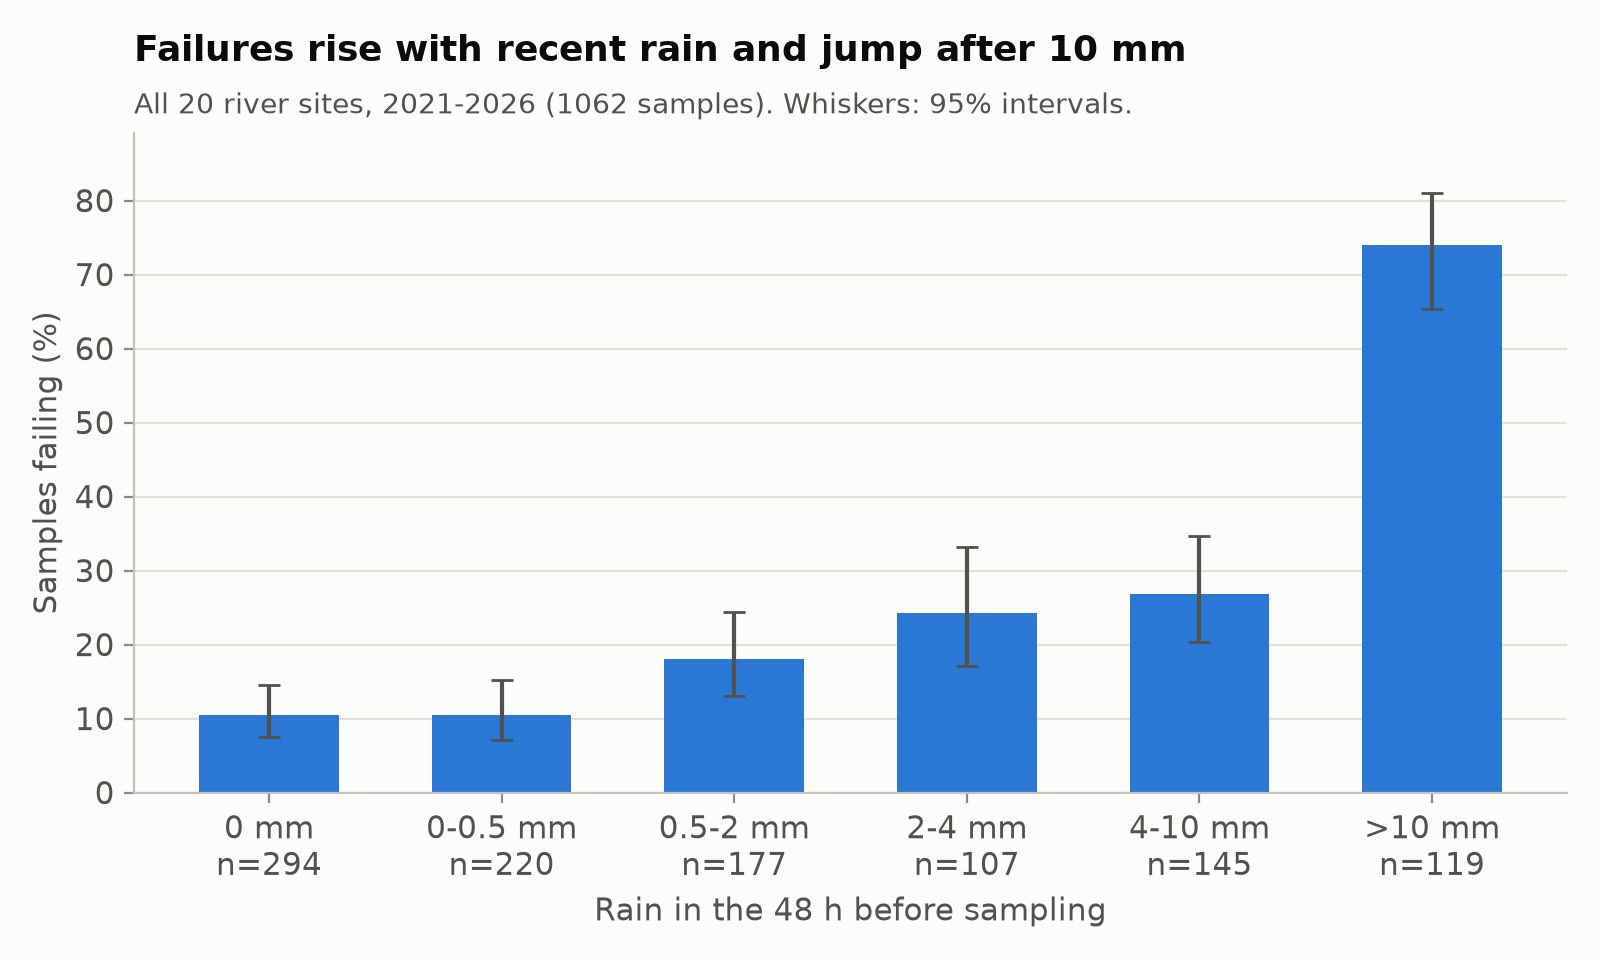 Failures rise with recent rain and jump after 10 mm
All 20 river sites, 2021-2026 (1062 samples). Whiskers: 95% intervals.
Samples failing (%)
80
70
60
50
40
30
20
10
0
0 mm
n=294
0-0.5 mm
n=220
0.5-2 mm
n=177
2-4 mm
n=107
4-10 mm
n=145
>10 mm
n=119
Rain in the 48 h before sampling